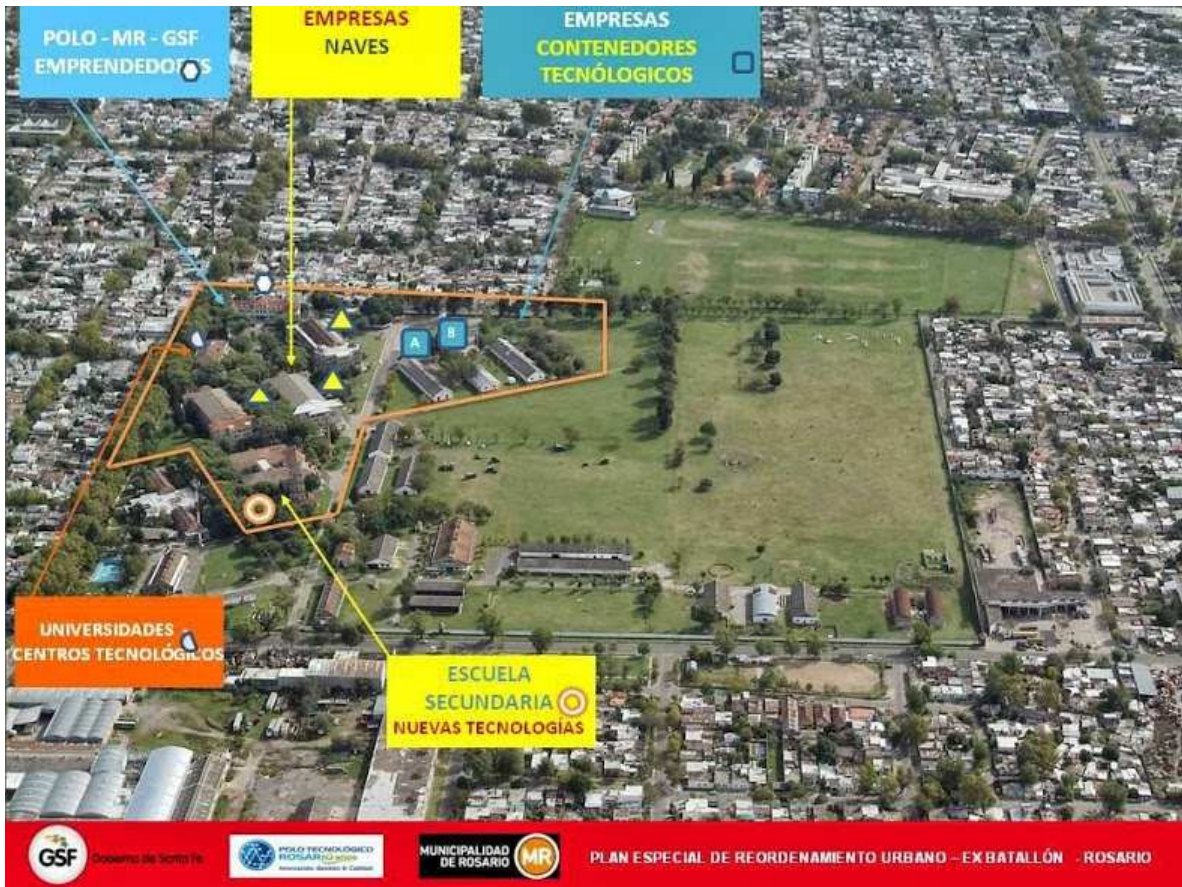 POLO - MR - GSF
EMPRENDEDORES
EMPRESAS
NAVES
EMPRESAS
CONTENEDORES
TECNÓLOGICOS
A
B
UNIVERSIDADES
CENTROS TECNOLÓGICOS
ESCUELA
SECUNDARIA
NUEVAS TECNOLOGÍAS
GSF
Gobierno de Santa Fe
POLO TECNOLÓGICO
ROSARIO
MUNICIPALIDAD
DE ROSARIO
MR
PLAN ESPECIAL DE REORDENAMIENTO URBANO – EX BATALLÓN - ROSARIO